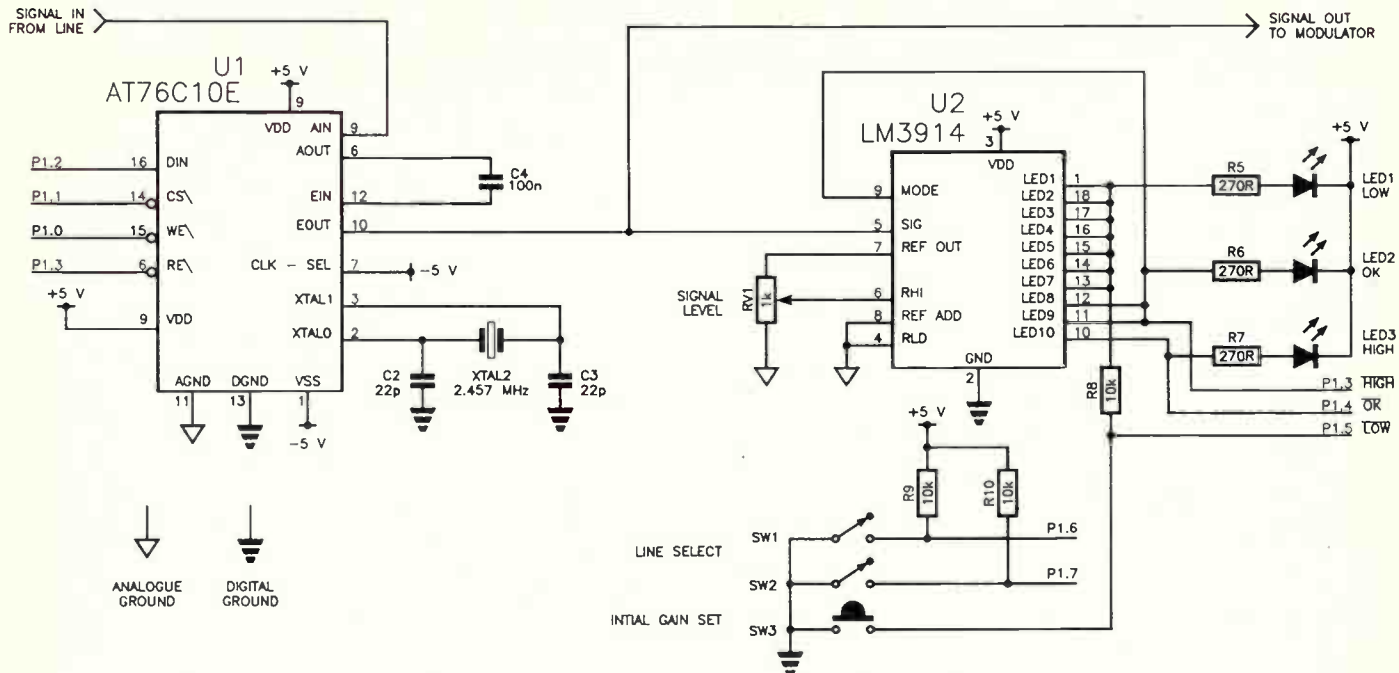 SIGNAL IN
FROM LINE
SIGNAL OUT
TO MODULATOR
U1
AT76C10E
+5 V
9
VDD
AIN
9
AOUT
6
C4
100n
P1.2
16
DIN
P1.1
14
CS\
EIN
12
P1.0
15
WE\
EOUT
10
P1.3
6
RE\
CLK - SEL
7
-5 V
+5 V
9
VDD
XTAL1
3
XTAL0
2
C2
22p
XTAL2
2.457 MHz
C3
22p
AGND
11
DGND
13
VSS
1
-5 V
ANALOGUE
GROUND
DIGITAL
GROUND
U2
LM3914
+5 V
3
VDD
9
MODE
5
SIG
7
REF OUT
6
RHI
8
REF ADD
4
RLD
GND
2
LED1
1
LED2
18
LED3
17
LED4
16
LED5
15
LED6
14
LED7
13
LED8
12
LED9
11
LED10
10
SIGNAL
LEVEL
RV1
1k
+5 V
R5
270R
LED1
LOW
R6
270R
LED2
OK
R7
270R
LED3
HIGH
R8
10k
P1.3 HIGH
P1.4 OK
P1.5 LOW
+5 V
R9
10k
R10
10k
LINE SELECT
SW1
P1.6
SW2
P1.7
INTIAL GAIN SET
SW3